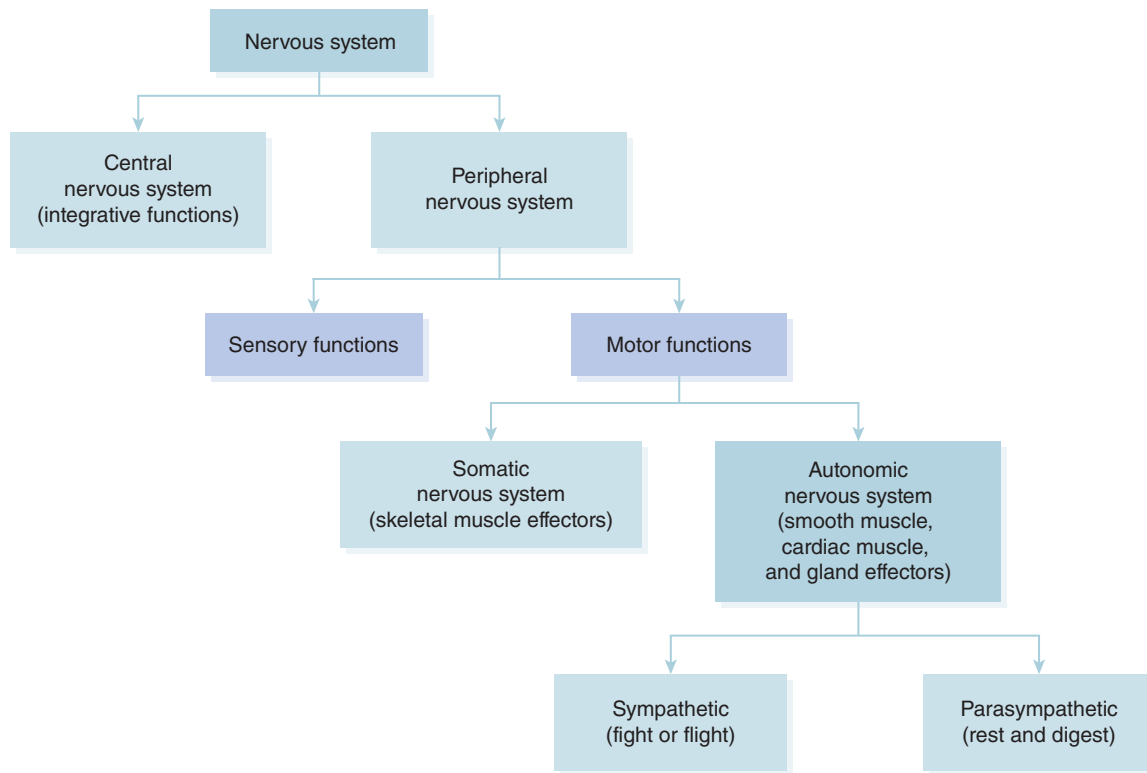 Nervous system
Central
nervous system
(integrative functions)
Peripheral
nervous system
Sensory functions
Motor functions
Somatic
nervous system
(skeletal muscle effectors)
Autonomic
nervous system
(smooth muscle,
cardiac muscle,
and gland effectors)
Sympathetic
(fight or flight)
Parasympathetic
(rest and digest)